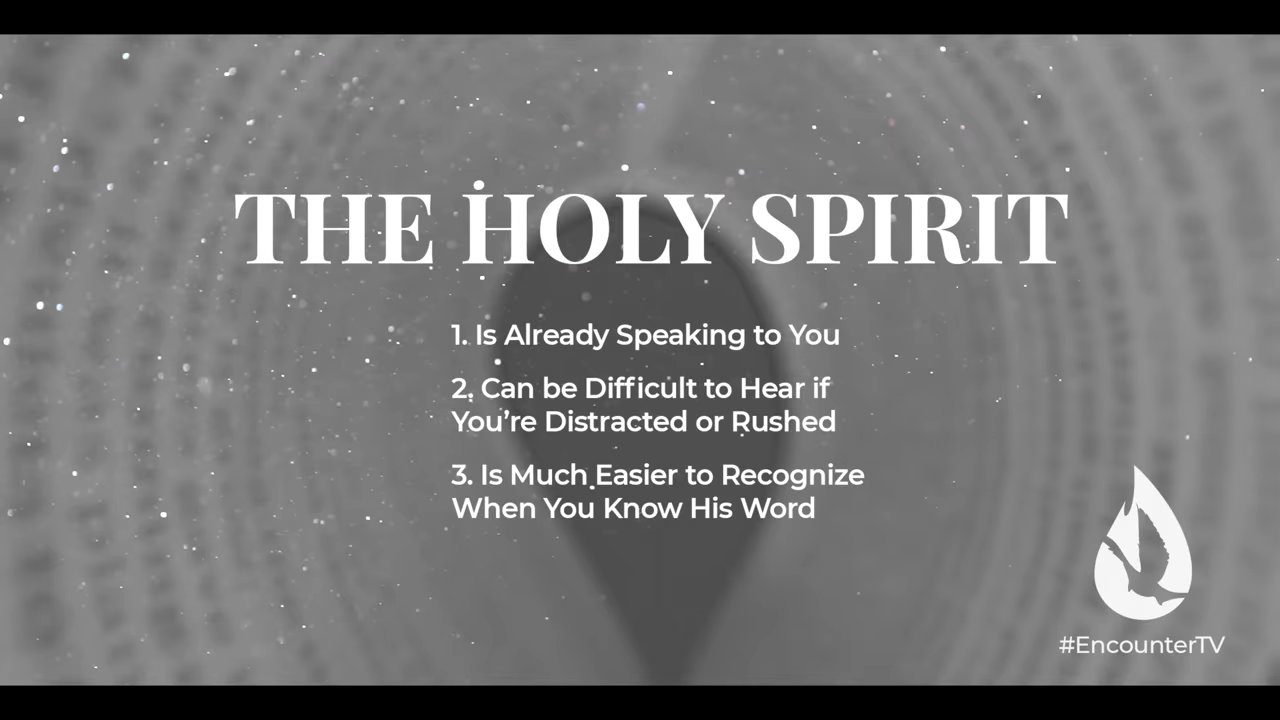 THE HOLY SPIRIT
1. Is Already Speaking to You
2. Can be Difficult to Hear if
You’re Distracted or Rushed
3. Is Much Easier to Recognize
When You Know His Word
#EncounterTV